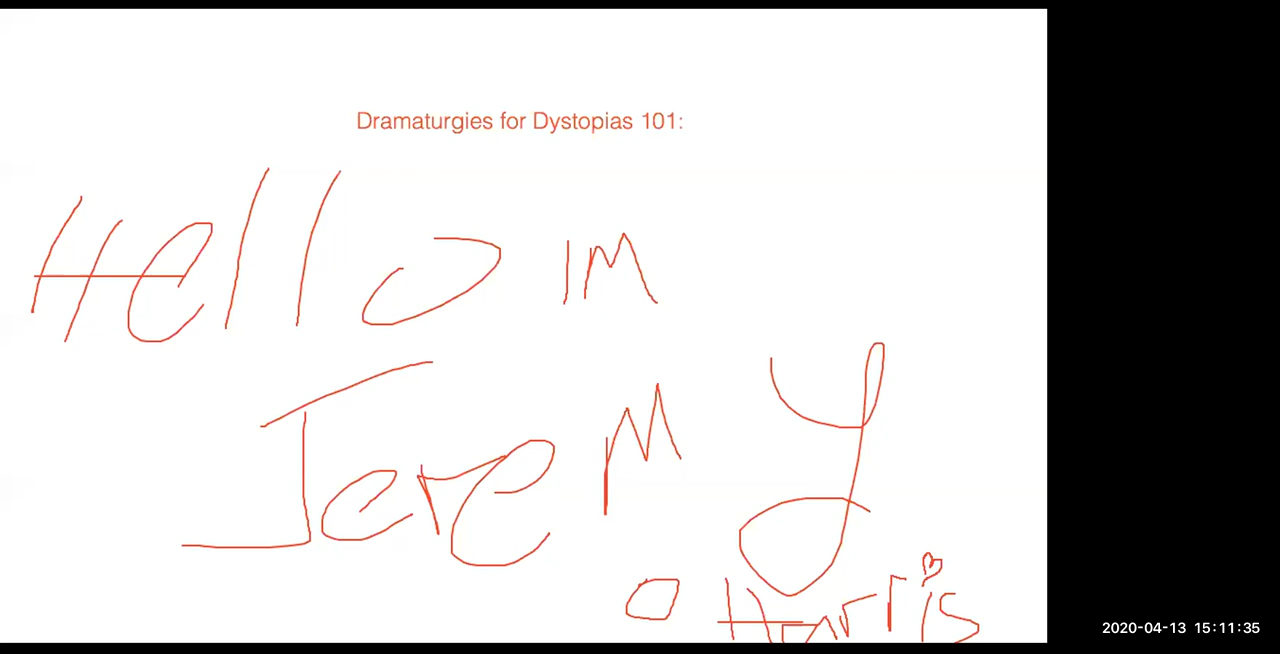 Dramaturgies for Dystopias 101:
Hello IM
JereMy
O Harris
2020-04-13 15:11:35